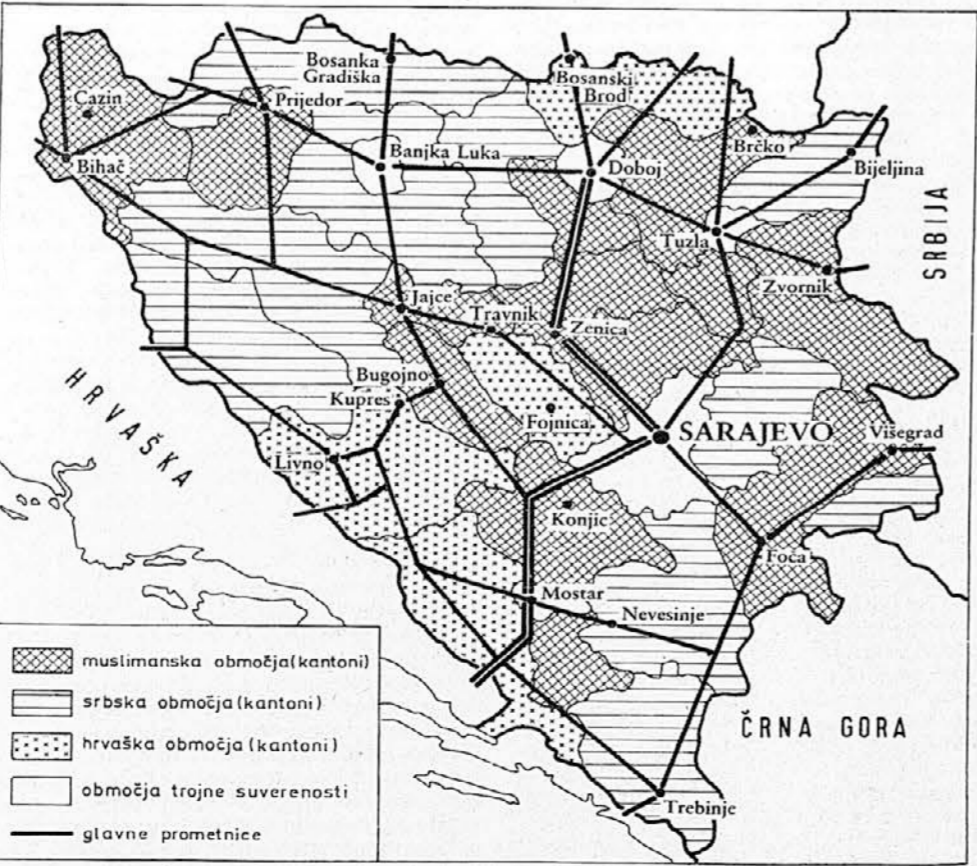 Bosanka
Gradiška
Bosanski
Brod
Cazin
Prijedor
Brčko
Bihač
Banjka Luka
Doboj
Bijeljina
SRBIJA
Tuzla
Zvornik
Jajce
Travnik
Zenica
Bugojno
Kupres
HRVAŠKA
Fojnica
SARAJEVO
Višegrad
Livno
Konjic
Foča
Mostar
Nevesinje
ČRNA GORA
Trebinje
muslimanska območja (kantoni)
srbska območja (kantoni)
hrvaška območja (kantoni)
območja trojne suverenosti
glavne prometnice